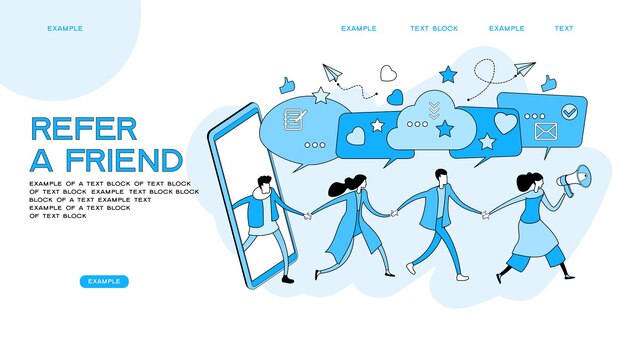 EXAMPLE
EXAMPLE
TEXT BLOCK
EXAMPLE
TEXT
REFER
A FRIEND
EXAMPLE OF A TEXT BLOCK OF TEXT BLOCK
OF TEXT BLOCK EXAMPLE TEXT BLOCK BLOCK
BLOCK OF A TEXT EXAMPLE TEXT
EXAMPLE OF A TEXT BLOCK
OF TEXT BLOCK
EXAMPLE